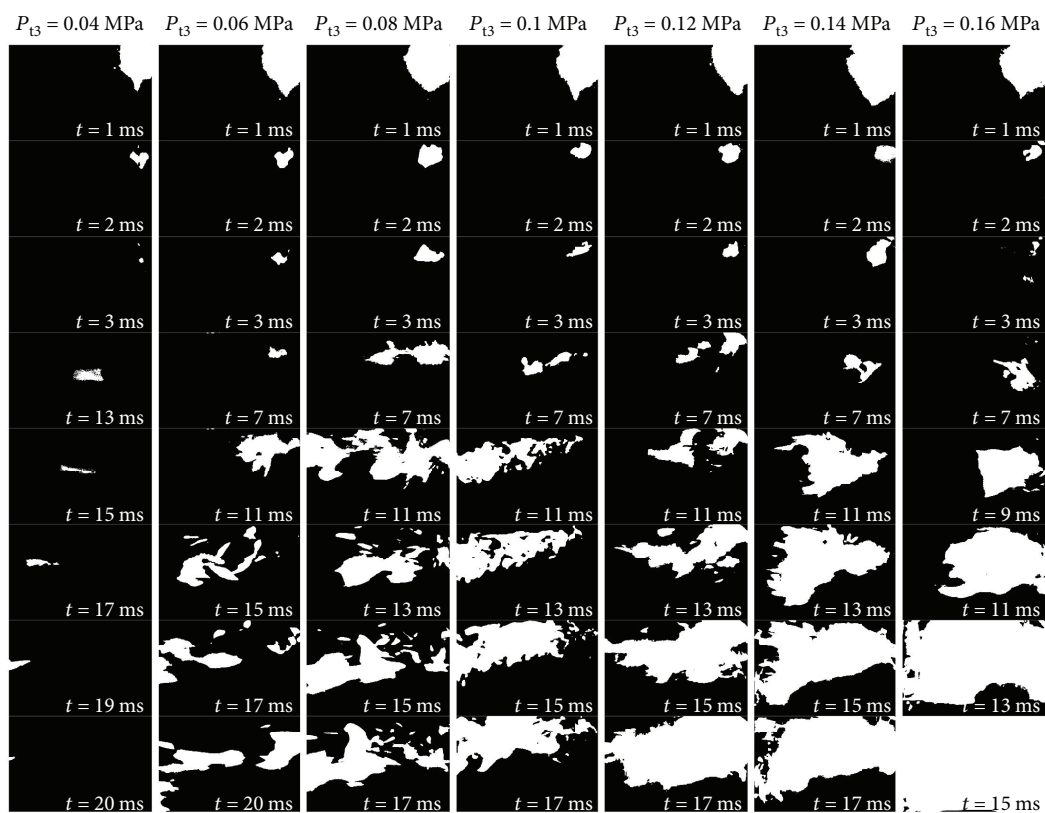 P_t3 = 0.04 MPa P_t3 = 0.06 MPa P_t3 = 0.08 MPa P_t3 = 0.1 MPa P_t3 = 0.12 MPa P_t3 = 0.14 MPa P_t3 = 0.16 MPa
t = 1 ms t = 1 ms t = 1 ms t = 1 ms t = 1 ms t = 1 ms t = 1 ms
t = 2 ms t = 2 ms t = 2 ms t = 2 ms t = 2 ms t = 2 ms t = 2 ms
t = 3 ms t = 3 ms t = 3 ms t = 3 ms t = 3 ms t = 3 ms t = 3 ms
t = 13 ms t = 7 ms t = 7 ms t = 7 ms t = 7 ms t = 7 ms t = 7 ms
t = 15 ms t = 11 ms t = 11 ms t = 11 ms t = 11 ms t = 11 ms t = 9 ms
t = 17 ms t = 15 ms t = 13 ms t = 13 ms t = 13 ms t = 13 ms t = 11 ms
t = 19 ms t = 17 ms t = 15 ms t = 15 ms t = 15 ms t = 15 ms t = 13 ms
t = 20 ms t = 20 ms t = 17 ms t = 17 ms t = 17 ms t = 17 ms t = 15 ms